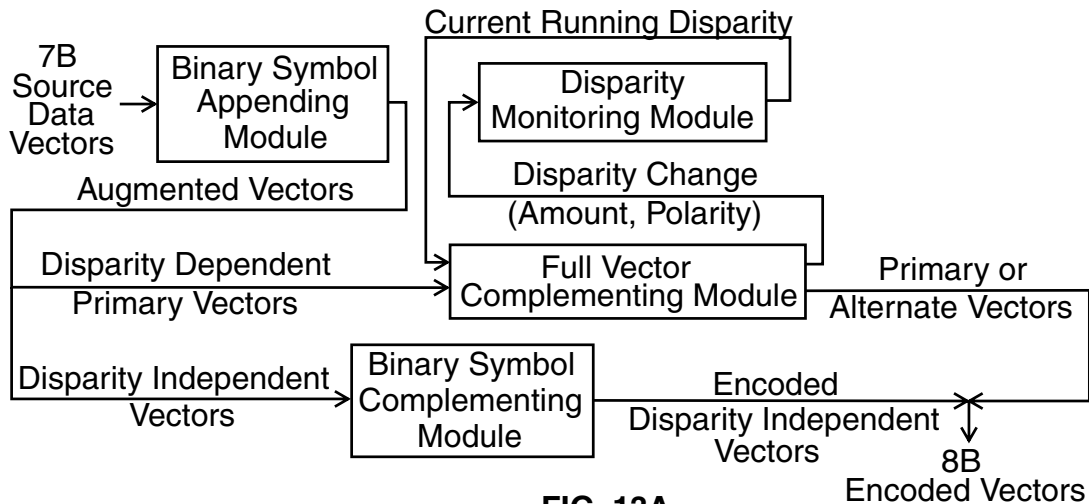 Current Running Disparity
7B
Source
Data
Vectors
Binary Symbol
Appending
Module
Disparity
Monitoring Module
Augmented Vectors
Disparity Change
(Amount, Polarity)
Disparity Dependent
Primary Vectors
Full Vector
Complementing Module
Primary or
Alternate Vectors
Disparity Independent
Vectors
Binary Symbol
Complementing
Module
Encoded
Disparity Independent
Vectors
8B
Encoded Vectors
FIG. 13A